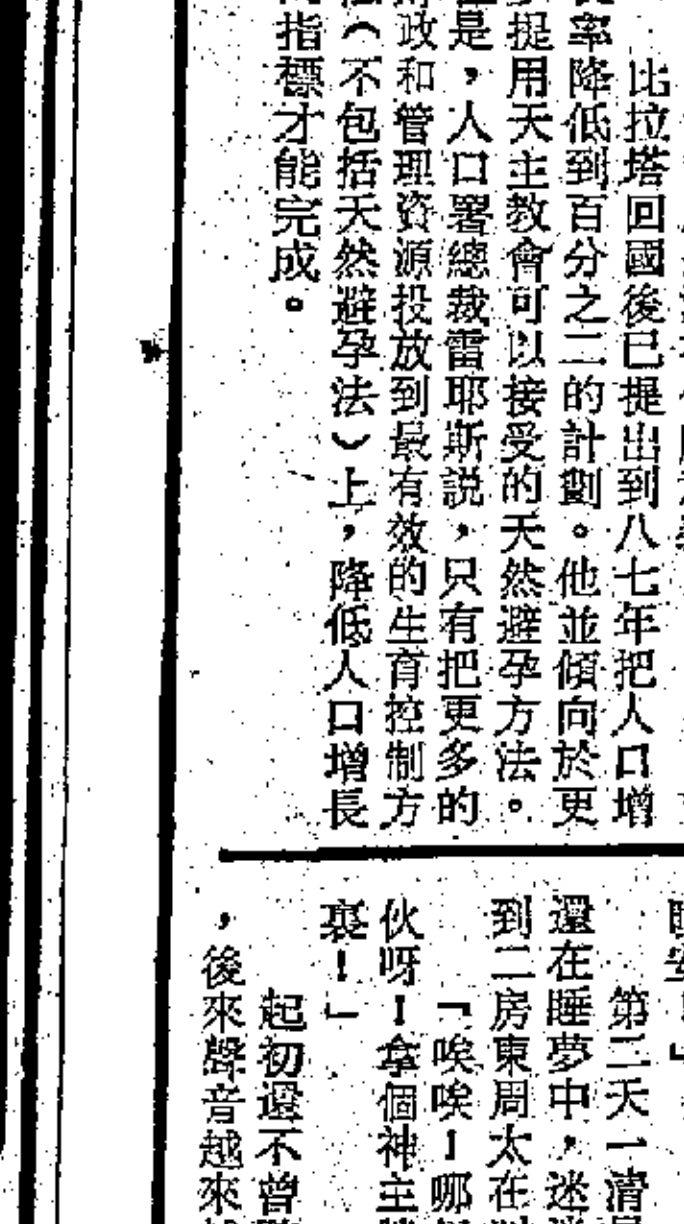 比拉塔回國後已提出到八七年把人口增
長率降低到百分之二的計劃。他並傾向於更
多提用天主教會可以接受的天然避孕方法。
是,人口署總裁雷耶斯説,只有把更多的
財政和管理資源投放到最有效的生育控制方
法(不包括天然避孕法)上,降低人口增長
指標才能完成。
第二天一清
還在睡夢中,迷
到二房東周太在
「唉唉!哪
伙呀!拿個神主
裏!」
起初還不曾
,後來聲音越來